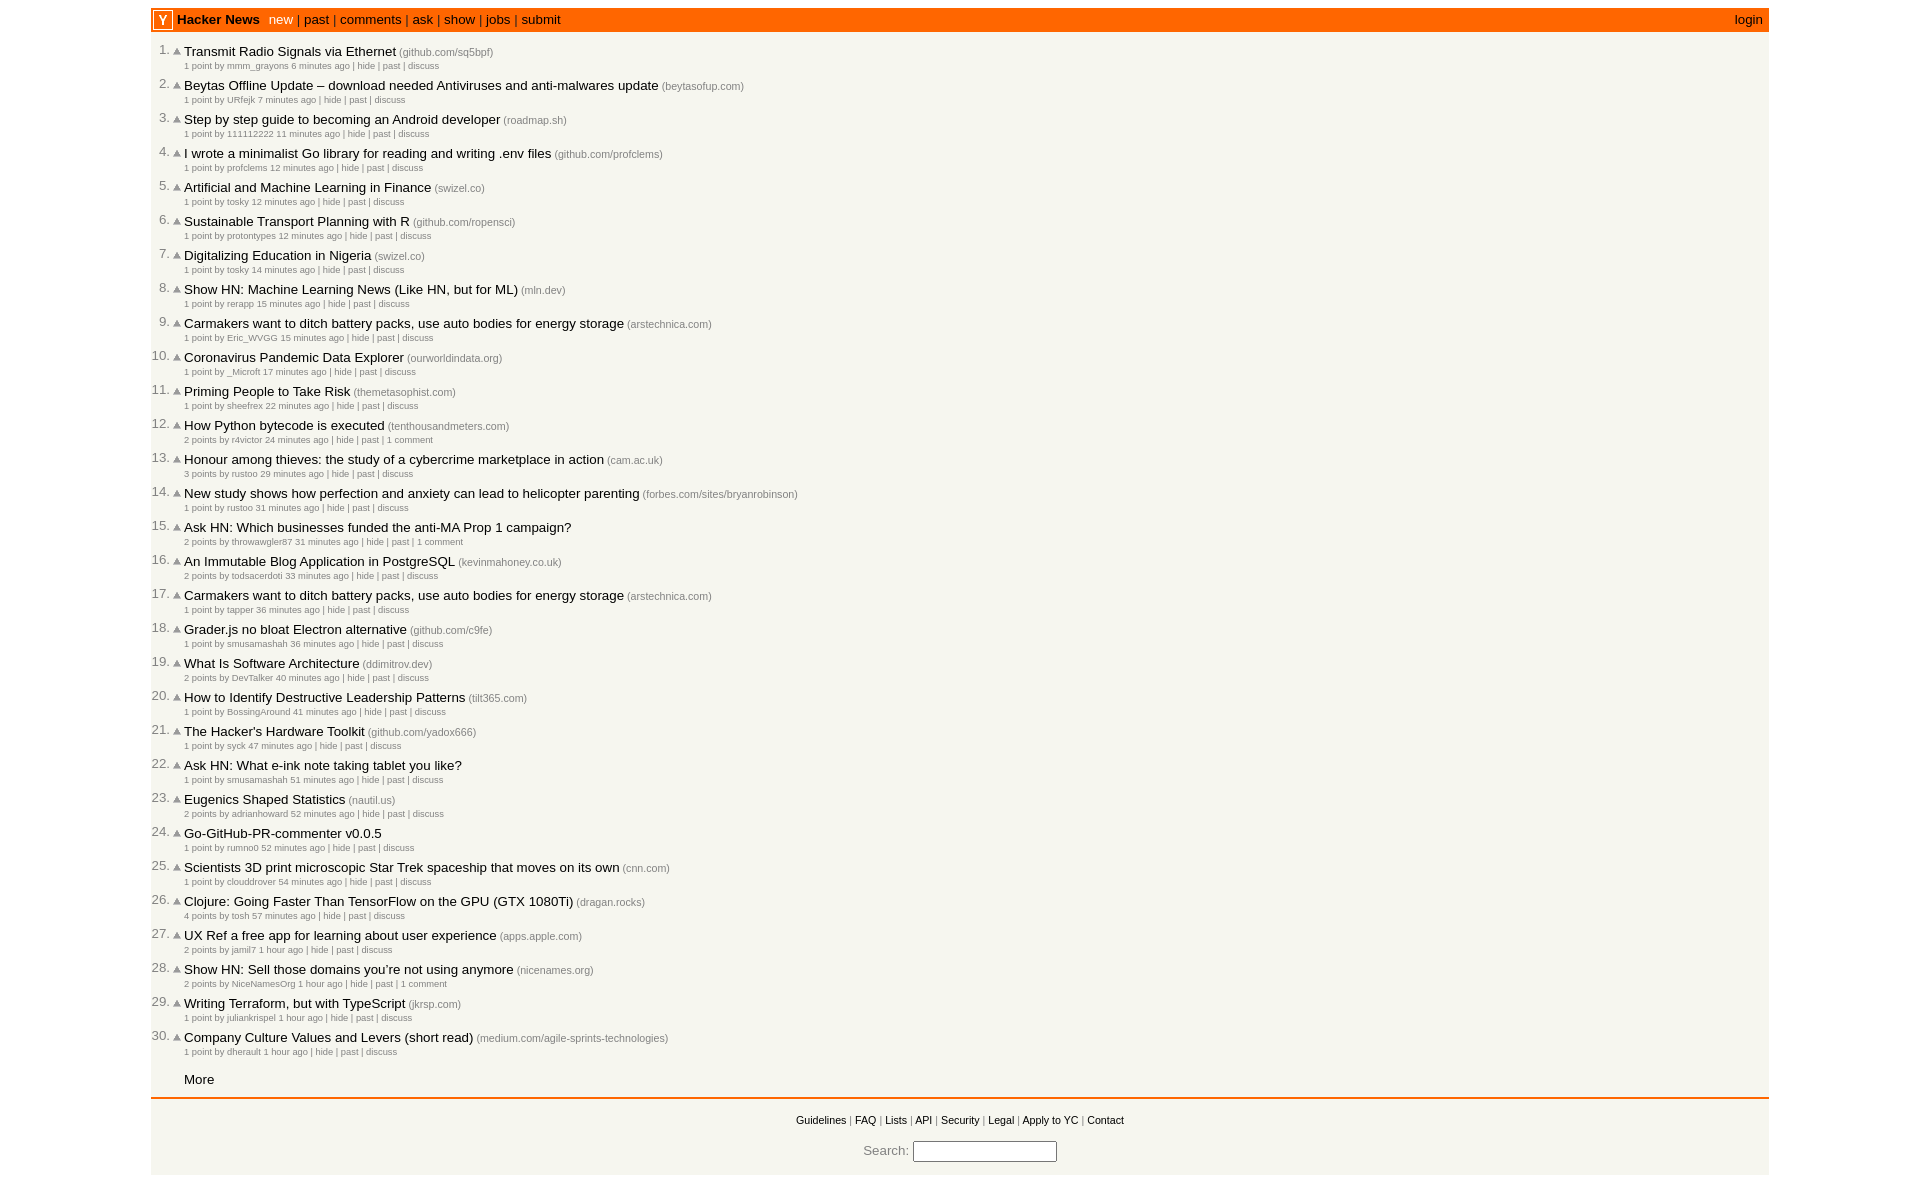 Y Hacker News new | past | comments | ask | show | jobs | submit login
1. Transmit Radio Signals via Ethernet (github.com/sq5bpf)
1 point by mmm_grayons 6 minutes ago | hide | past | discuss
2. Beytas Offline Update – download needed Antiviruses and anti-malwares update (beytasofup.com)
1 point by URfejk 7 minutes ago | hide | past | discuss
3. Step by step guide to becoming an Android developer (roadmap.sh)
1 point by 111112222 11 minutes ago | hide | past | discuss
4. I wrote a minimalist Go library for reading and writing .env files (github.com/profclems)
1 point by profclems 12 minutes ago | hide | past | discuss
5. Artificial and Machine Learning in Finance (swizel.co)
1 point by tosky 12 minutes ago | hide | past | discuss
6. Sustainable Transport Planning with R (github.com/ropensci)
1 point by protontypes 12 minutes ago | hide | past | discuss
7. Digitalizing Education in Nigeria (swizel.co)
1 point by tosky 14 minutes ago | hide | past | discuss
8. Show HN: Machine Learning News (Like HN, but for ML) (mln.dev)
1 point by rerapp 15 minutes ago | hide | past | discuss
9. Carmakers want to ditch battery packs, use auto bodies for energy storage (arstechnica.com)
1 point by Eric_WVGG 15 minutes ago | hide | past | discuss
10. Coronavirus Pandemic Data Explorer (ourworldindata.org)
1 point by _Microft 17 minutes ago | hide | past | discuss
11. Priming People to Take Risk (themetasophist.com)
1 point by sheefrex 22 minutes ago | hide | past | discuss
12. How Python bytecode is executed (tenthousandmeters.com)
2 points by r4victor 24 minutes ago | hide | past | 1 comment
13. Honour among thieves: the study of a cybercrime marketplace in action (cam.ac.uk)
3 points by rustoo 29 minutes ago | hide | past | discuss
14. New study shows how perfection and anxiety can lead to helicopter parenting (forbes.com/sites/bryanrobinson)
1 point by rustoo 31 minutes ago | hide | past | discuss
15. Ask HN: Which businesses funded the anti-MA Prop 1 campaign?
2 points by throwawgler87 31 minutes ago | hide | past | 1 comment
16. An Immutable Blog Application in PostgreSQL (kevinmahoney.co.uk)
2 points by todsacerdoti 33 minutes ago | hide | past | discuss
17. Carmakers want to ditch battery packs, use auto bodies for energy storage (arstechnica.com)
1 point by tapper 36 minutes ago | hide | past | discuss
18. Grader.js no bloat Electron alternative (github.com/c9fe)
1 point by smusamashah 36 minutes ago | hide | past | discuss
19. What Is Software Architecture (ddimitrov.dev)
2 points by DevTalker 40 minutes ago | hide | past | discuss
20. How to Identify Destructive Leadership Patterns (tilt365.com)
1 point by BossingAround 41 minutes ago | hide | past | discuss
21. The Hacker's Hardware Toolkit (github.com/yadox666)
1 point by syck 47 minutes ago | hide | past | discuss
22. Ask HN: What e-ink note taking tablet you like?
1 point by smusamashah 51 minutes ago | hide | past | discuss
23. Eugenics Shaped Statistics (nautil.us)
2 points by adrianhoward 52 minutes ago | hide | past | discuss
24. Go-GitHub-PR-commenter v0.0.5
1 point by rumno0 52 minutes ago | hide | past | discuss
25. Scientists 3D print microscopic Star Trek spaceship that moves on its own (cnn.com)
1 point by clouddrover 54 minutes ago | hide | past | discuss
26. Clojure: Going Faster Than TensorFlow on the GPU (GTX 1080Ti) (dragan.rocks)
4 points by tosh 57 minutes ago | hide | past | discuss
27. UX Ref a free app for learning about user experience (apps.apple.com)
2 points by jamil7 1 hour ago | hide | past | discuss
28. Show HN: Sell those domains you’re not using anymore (nicenames.org)
2 points by NiceNamesOrg 1 hour ago | hide | past | 1 comment
29. Writing Terraform, but with TypeScript (jkrsp.com)
1 point by juliankrispel 1 hour ago | hide | past | discuss
30. Company Culture Values and Levers (short read) (medium.com/agile-sprints-technologies)
1 point by dherault 1 hour ago | hide | past | discuss
More
Guidelines | FAQ | Lists | API | Security | Legal | Apply to YC | Contact
Search: